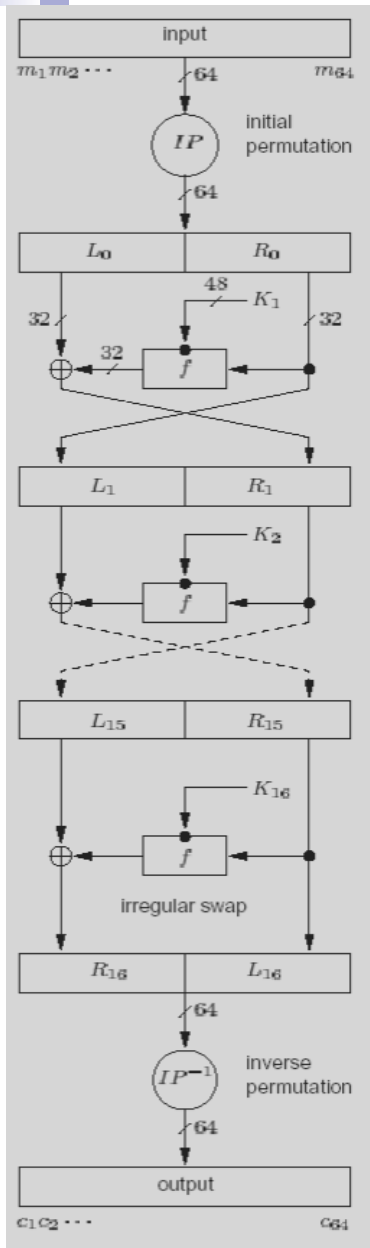 input
m₁m₂··· m₆₄
64
IP initial permutation
64
L₀ R₀
48 K₁
32 32 f 32
L₁ R₁
K₂
f
L₁₅ R₁₅
K₁₆
f
irregular swap
R₁₆ L₁₆
64
IP⁻¹ inverse permutation
64
output
c₁c₂··· c₆₄